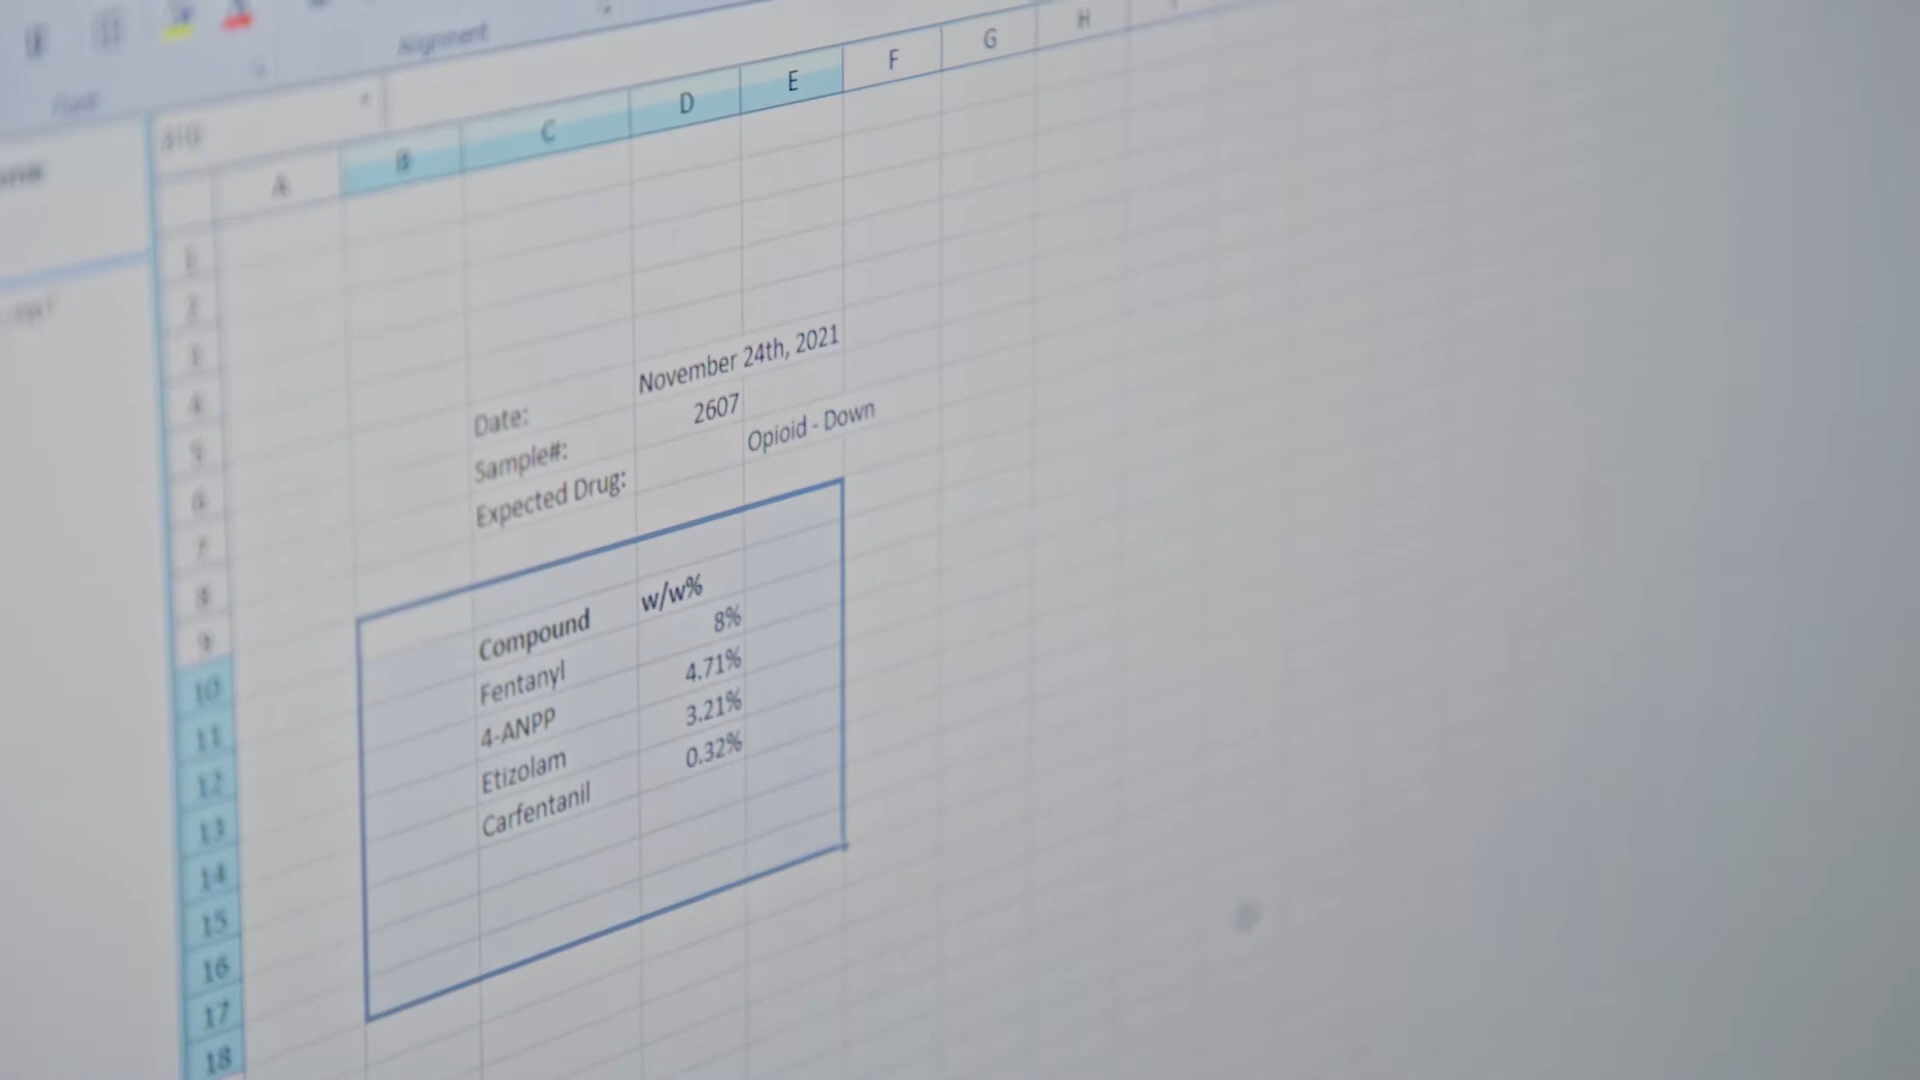 Alignment
Font
B10
A B C D E F G H
1
2
3
4
5
6
7
8
9
10
11
12
13
14
15
16
17
18
Date: November 24th, 2021
Sample#: 2607
Expected Drug: Opioid - Down
Compound w/w%
Fentanyl 8%
4-ANPP 4.71%
Etizolam 3.21%
Carfentanil 0.32%